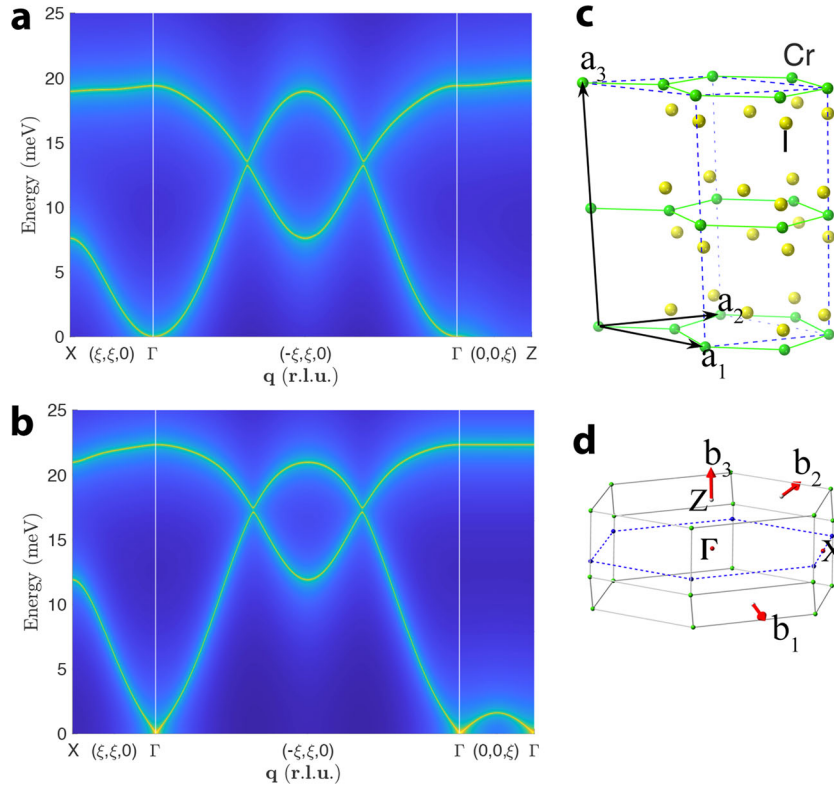 a
25
20
15
10
5
0
Energy (meV)
X (ξ,ξ,0) Γ (-ξ,ξ,0) Γ (0,0,ξ) Z
q (r.l.u.)
b
25
20
15
10
5
0
Energy (meV)
X (ξ,ξ,0) Γ (-ξ,ξ,0) Γ (0,0,ξ) Γ
q (r.l.u.)
c
Cr
a3
I
a2
a1
d
b3
b2
Z
Γ
X
b1